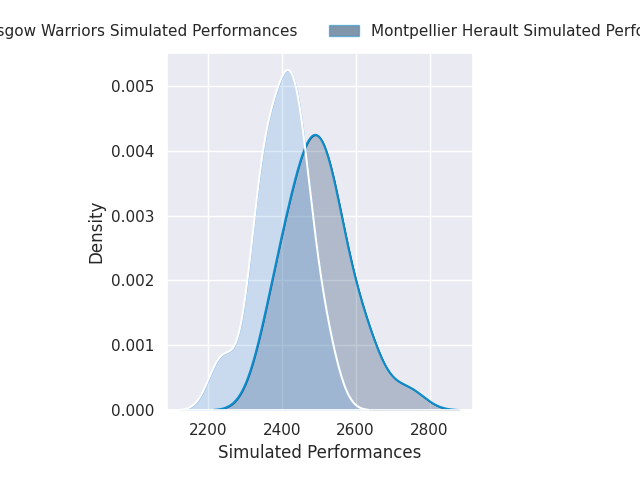 sgow Warriors Simulated Performances Montpellier Herault Simulated Perfo
0.005
0.004
0.003
0.002
0.001
0.000
Density
2200 2400 2600 2800
Simulated Performances